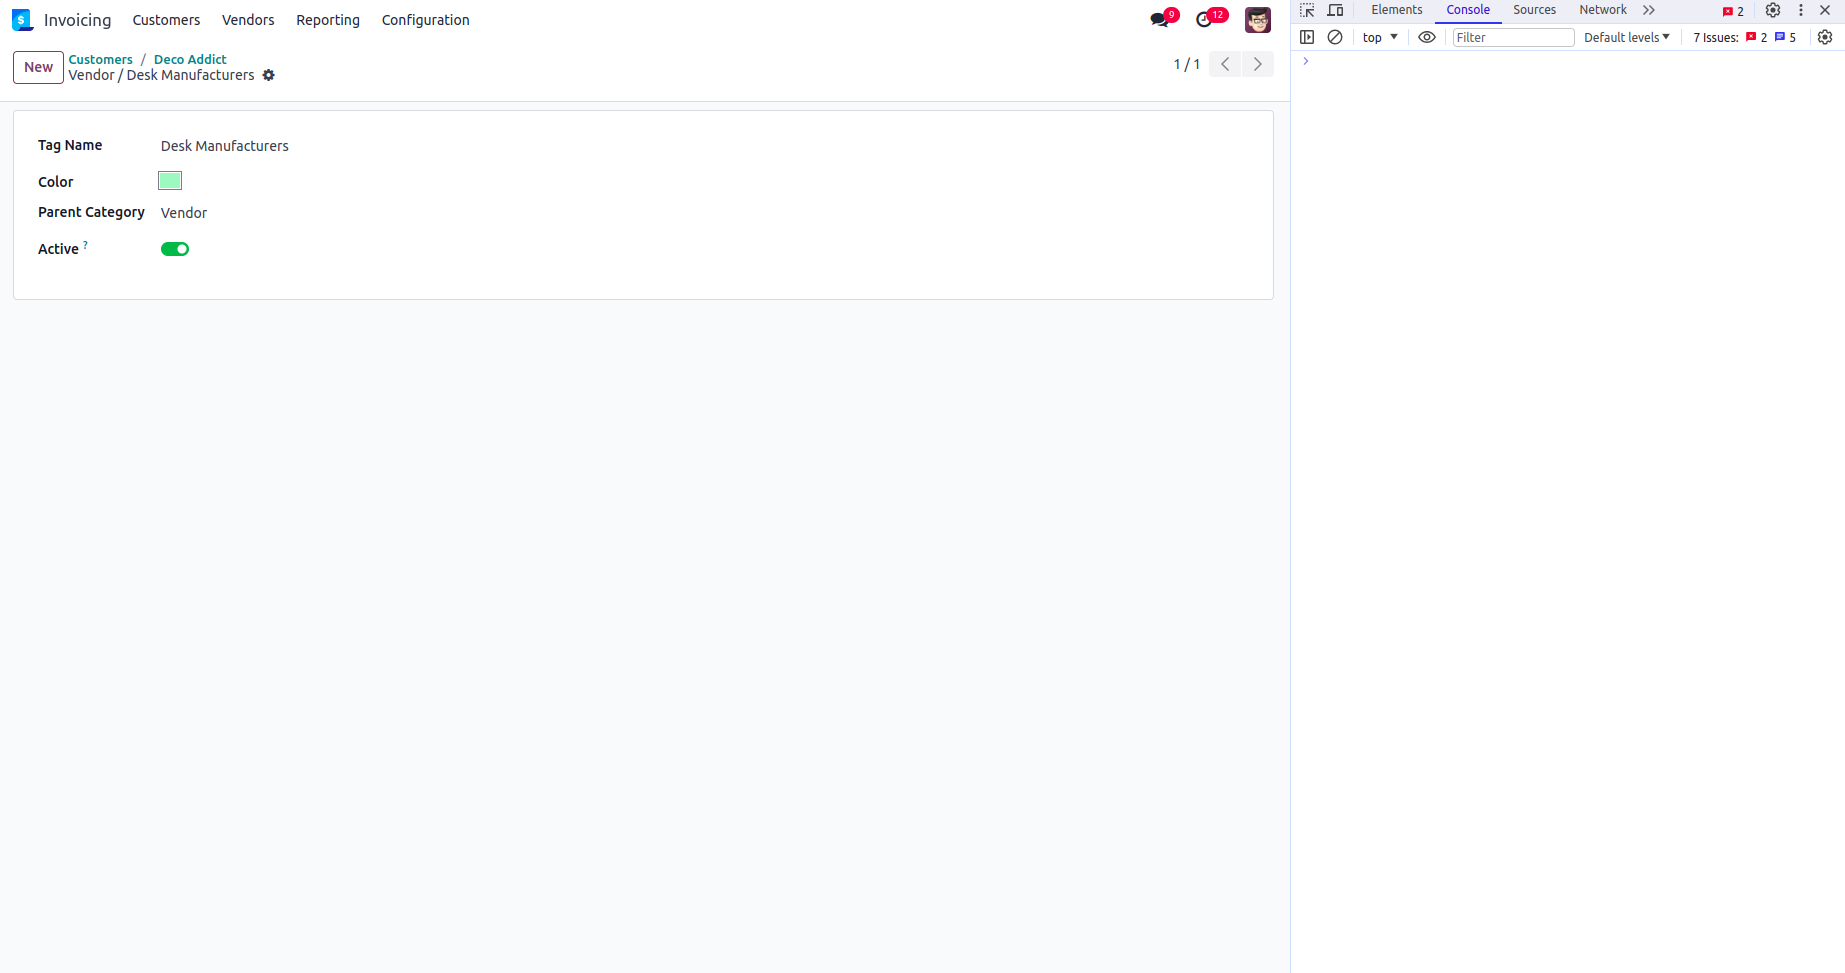 Invoicing Customers Vendors Reporting Configuration 9 12
New Customers / Deco Addict
Vendor / Desk Manufacturers
1 / 1
Tag Name Desk Manufacturers
Color
Parent Category Vendor
Active ?
Elements Console Sources Network 2
top Filter Default levels 7 Issues: 2 5